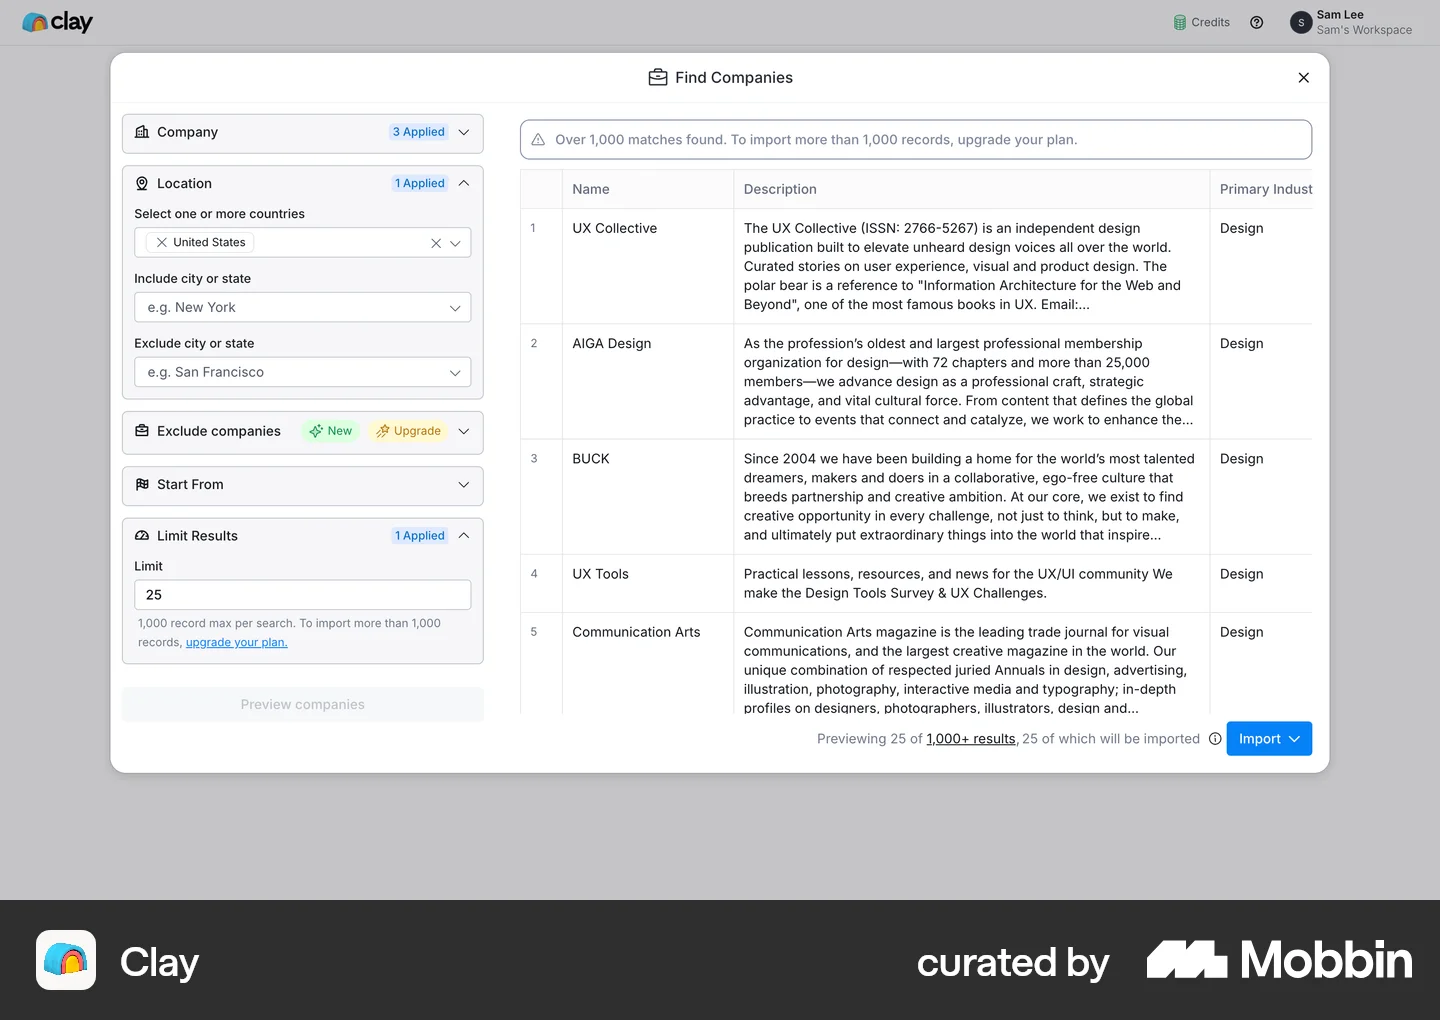 clay
Credits
S
Sam Lee
Sam's Workspace
Find Companies
Company
3 Applied
Location
1 Applied
Select one or more countries
United States
Include city or state
e.g. New York
Exclude city or state
e.g. San Francisco
Exclude companies
New
Upgrade
Start From
Limit Results
1 Applied
Limit
25
1,000 record max per search. To import more than 1,000
records, upgrade your plan.
Preview companies
Over 1,000 matches found. To import more than 1,000 records, upgrade your plan.
Name
Description
Primary Indust
1
UX Collective
The UX Collective (ISSN: 2766-5267) is an independent design
publication built to elevate unheard design voices all over the world.
Curated stories on user experience, visual and product design. The
polar bear is a reference to "Information Architecture for the Web and
Beyond", one of the most famous books in UX. Email:...
Design
2
AIGA Design
As the profession’s oldest and largest professional membership
organization for design—with 72 chapters and more than 25,000
members—we advance design as a professional craft, strategic
advantage, and vital cultural force. From content that defines the global
practice to events that connect and catalyze, we work to enhance the...
Design
3
BUCK
Since 2004 we have been building a home for the world’s most talented
dreamers, makers and doers in a collaborative, ego-free culture that
breeds partnership and creative ambition. At our core, we exist to find
creative opportunity in every challenge, not just to think, but to make,
and ultimately put extraordinary things into the world that inspire...
Design
4
UX Tools
Practical lessons, resources, and news for the UX/UI community We
make the Design Tools Survey & UX Challenges.
Design
5
Communication Arts
Communication Arts magazine is the leading trade journal for visual
communications, and the largest creative magazine in the world. Our
unique combination of respected juried Annuals in design, advertising,
illustration, photography, interactive media and typography; in-depth
profiles on designers, photographers, illustrators, design and...
Design
Previewing 25 of 1,000+ results, 25 of which will be imported
Import
Clay
curated by
Mobbin